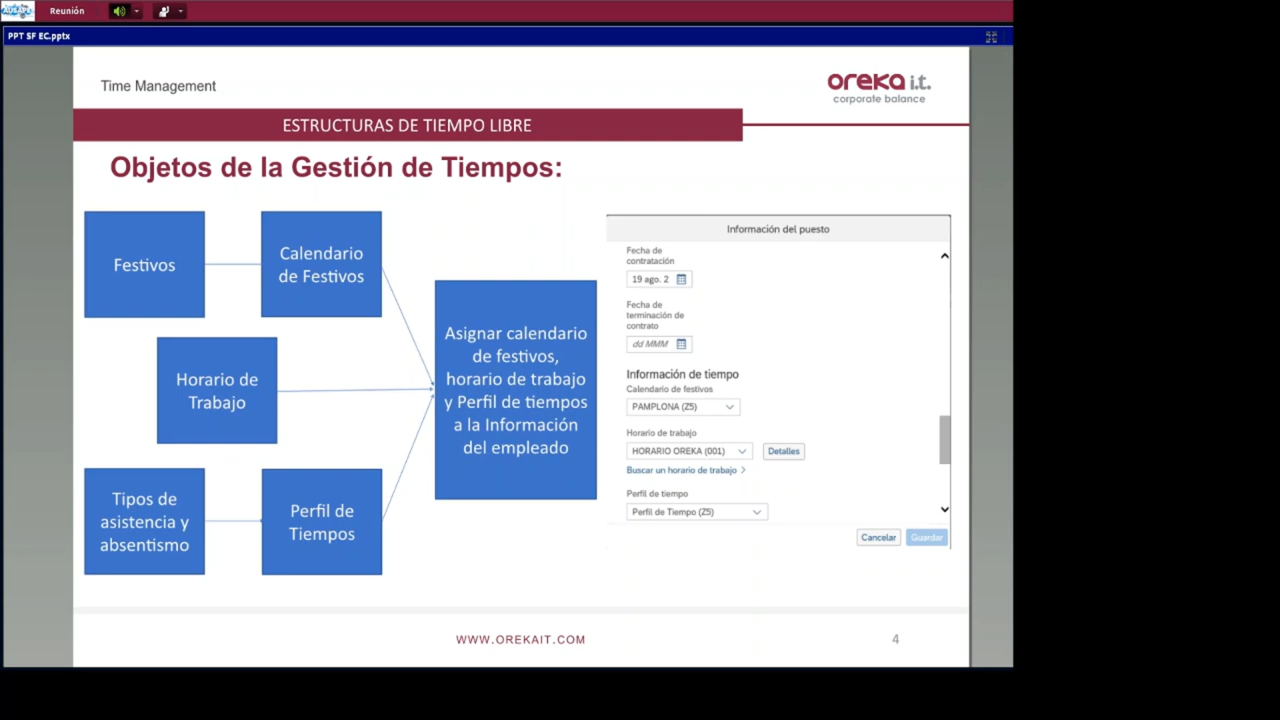 Reunión
PPT SF EC.pptx
Time Management
oreka i.t.
corporate balance
ESTRUCTURAS DE TIEMPO LIBRE
Objetos de la Gestión de Tiempos:
Festivos
Calendario
de Festivos
Horario de
Trabajo
Tipos de
asistencia y
absentismo
Perfil de
Tiempos
Asignar calendario
de festivos,
horario de trabajo
y Perfil de tiempos
a la Información
del empleado
Información del puesto
Fecha de
contratación
19 ago. 2
Fecha de
terminación de
contrato
dd MMM
Información de tiempo
Calendario de festivos
PAMPLONA (Z5)
Horario de trabajo
HORARIO OREKA (001)
Detalles
Buscar un horario de trabajo
Perfil de tiempo
Perfil de Tiempo (Z5)
Cancelar
Guardar
WWW.OREKAIT.COM
4